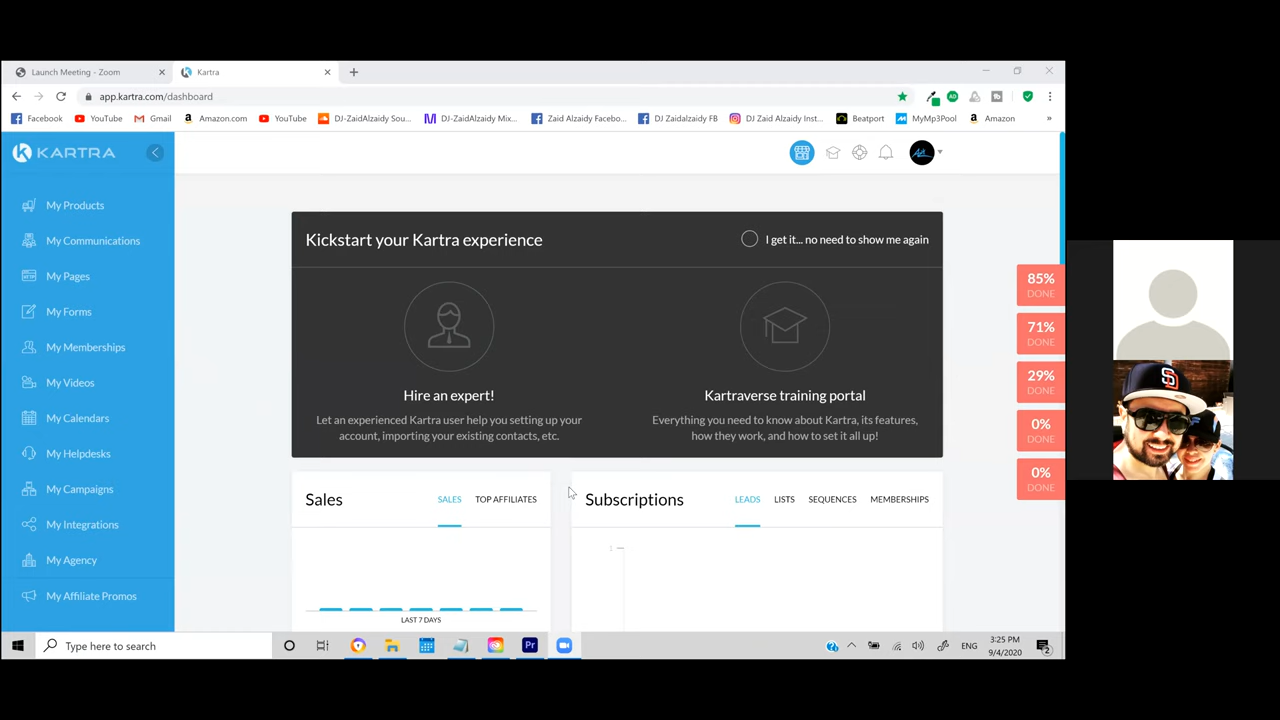 Launch Meeting - Zoom
Kartra
app.kartra.com/dashboard
Facebook
YouTube
Gmail
Amazon.com
YouTube
DJ-ZaidAlzaidy Sou...
DJ-ZaidAlzaidy Mix...
Zaid Alzaidy Facebo...
DJ Zaidalzaidy FB
DJ Zaid Alzaidy Inst...
Beatport
MyMp3Pool
Amazon
»
KARTRA
My Products
My Communications
My Pages
My Forms
My Memberships
My Videos
My Calendars
My Helpdesks
My Campaigns
My Integrations
My Agency
My Affiliate Promos
Kickstart your Kartra experience
I get it... no need to show me again
Hire an expert!
Let an experienced Kartra user help you setting up your
account, importing your existing contacts, etc.
Kartraverse training portal
Everything you need to know about Kartra, its features,
how they work, and how to set it all up!
85%
DONE
71%
DONE
29%
DONE
0%
DONE
0%
DONE
Sales
SALES
TOP AFFILIATES
LAST 7 DAYS
Subscriptions
LEADS
LISTS
SEQUENCES
MEMBERSHIPS
1
Type here to search
Pr
ENG
3:25 PM
9/4/2020
2